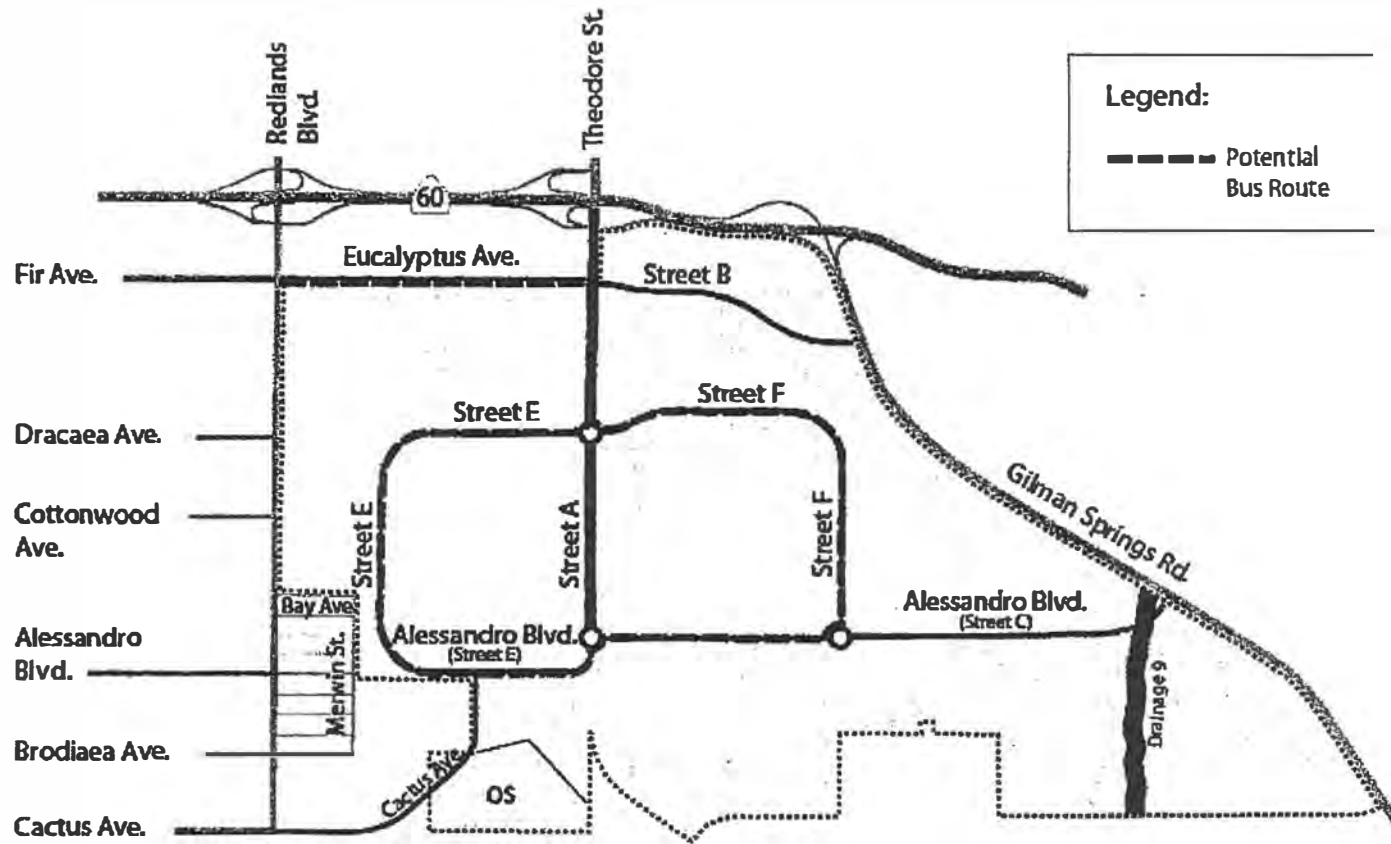 Redlands
Blvd.
Theodore St.
Legend:
Potential
Bus Route
60
Fir Ave.
Eucalyptus Ave.
Street B
Street E
Street F
Dracaea Ave.
Cottonwood
Ave.
Street E
Street A
Street F
Gilman Springs Rd.
Bay Ave.
Alessandro
Blvd.
Merwin St.
Alessandro Blvd.
(Street E)
Alessandro Blvd.
(Street C)
Drainage 9
Brodiaea Ave.
Cactus Ave.
OS
Cactus Ave.